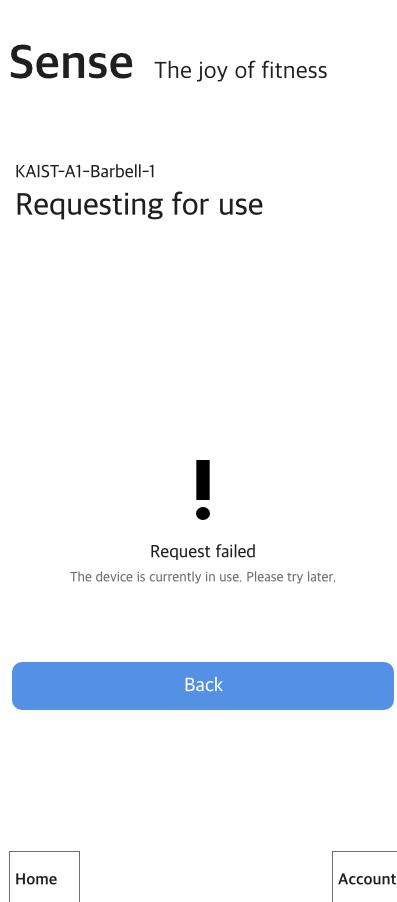 Sense The joy of fitness
KAIST-A1-Barbell-1
Requesting for use
!
Request failed
The device is currently in use. Please try later.
Back
Home Account